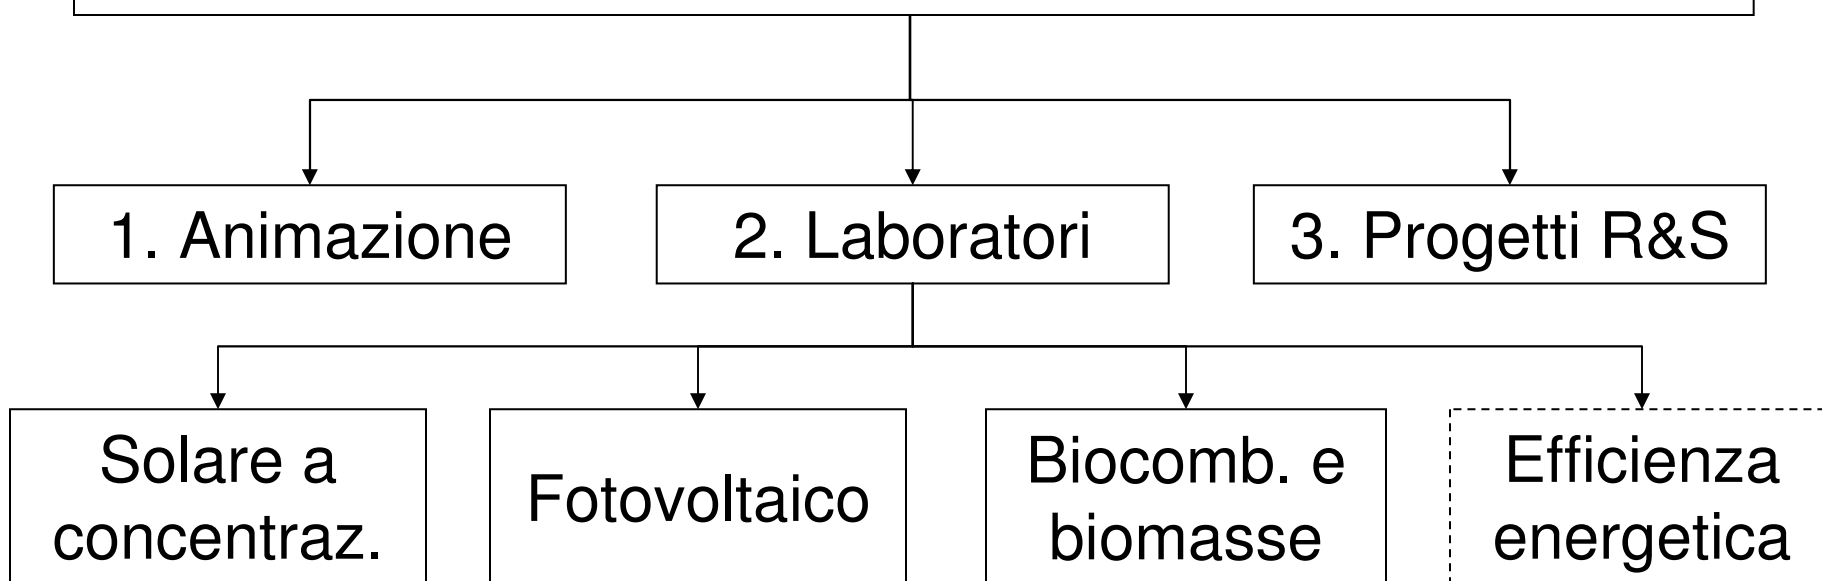 1. Animazione
2. Laboratori
3. Progetti R&S
Solare a
concentraz.
Fotovoltaico
Biocomb. e
biomasse
Efficienza
energetica